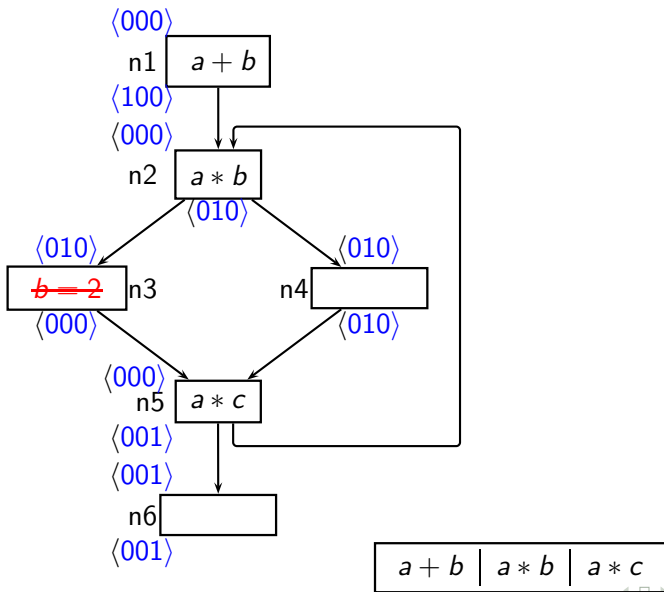 ⟨000⟩
n1 a + b
⟨100⟩
⟨000⟩
n2 a ∗ b
⟨010⟩
⟨010⟩ ⟨010⟩
b = 2 n3 n4
⟨000⟩ ⟨010⟩
⟨000⟩
n5 a ∗ c
⟨001⟩
⟨001⟩
n6
⟨001⟩
a + b | a ∗ b | a ∗ c